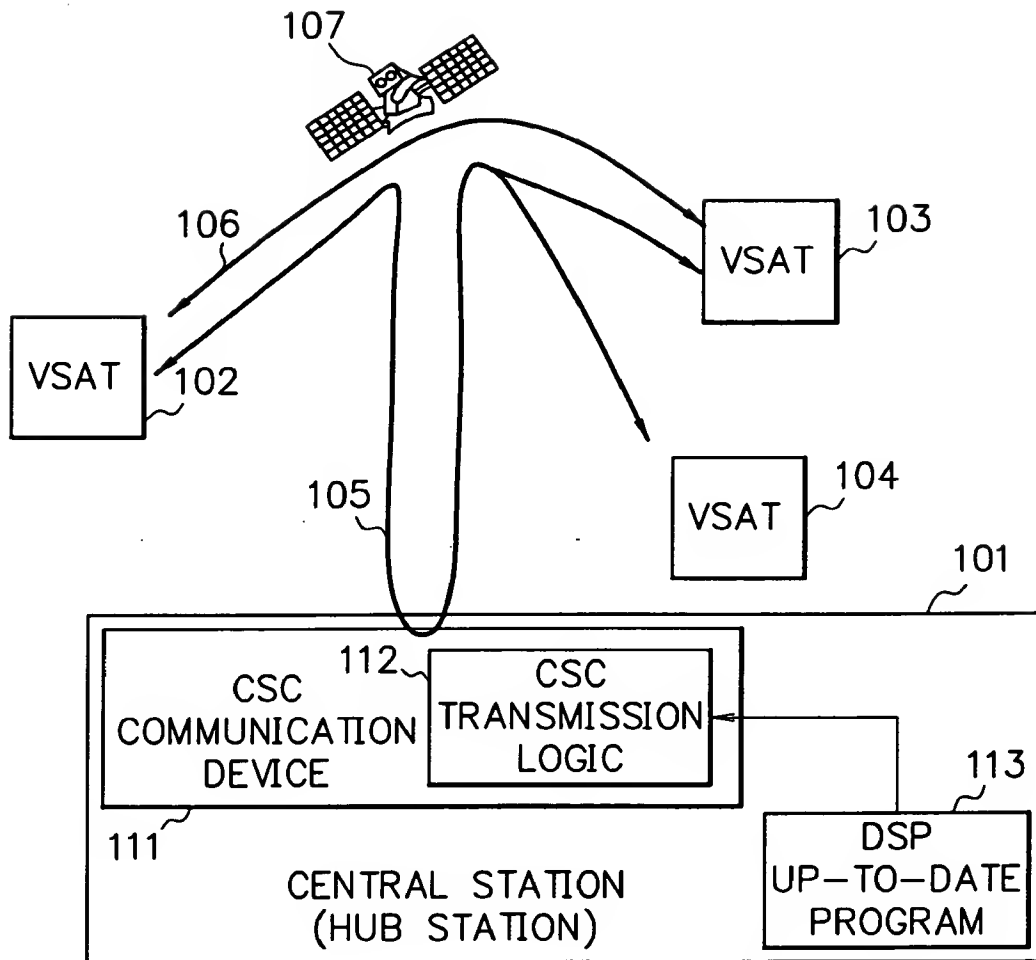 107
106
VSAT
103
VSAT
102
105
VSAT
104
101
112
CSC
COMMUNICATION
DEVICE
CSC
TRANSMISSION
LOGIC
111
113
DSP
UP-TO-DATE
PROGRAM
CENTRAL STATION
(HUB STATION)